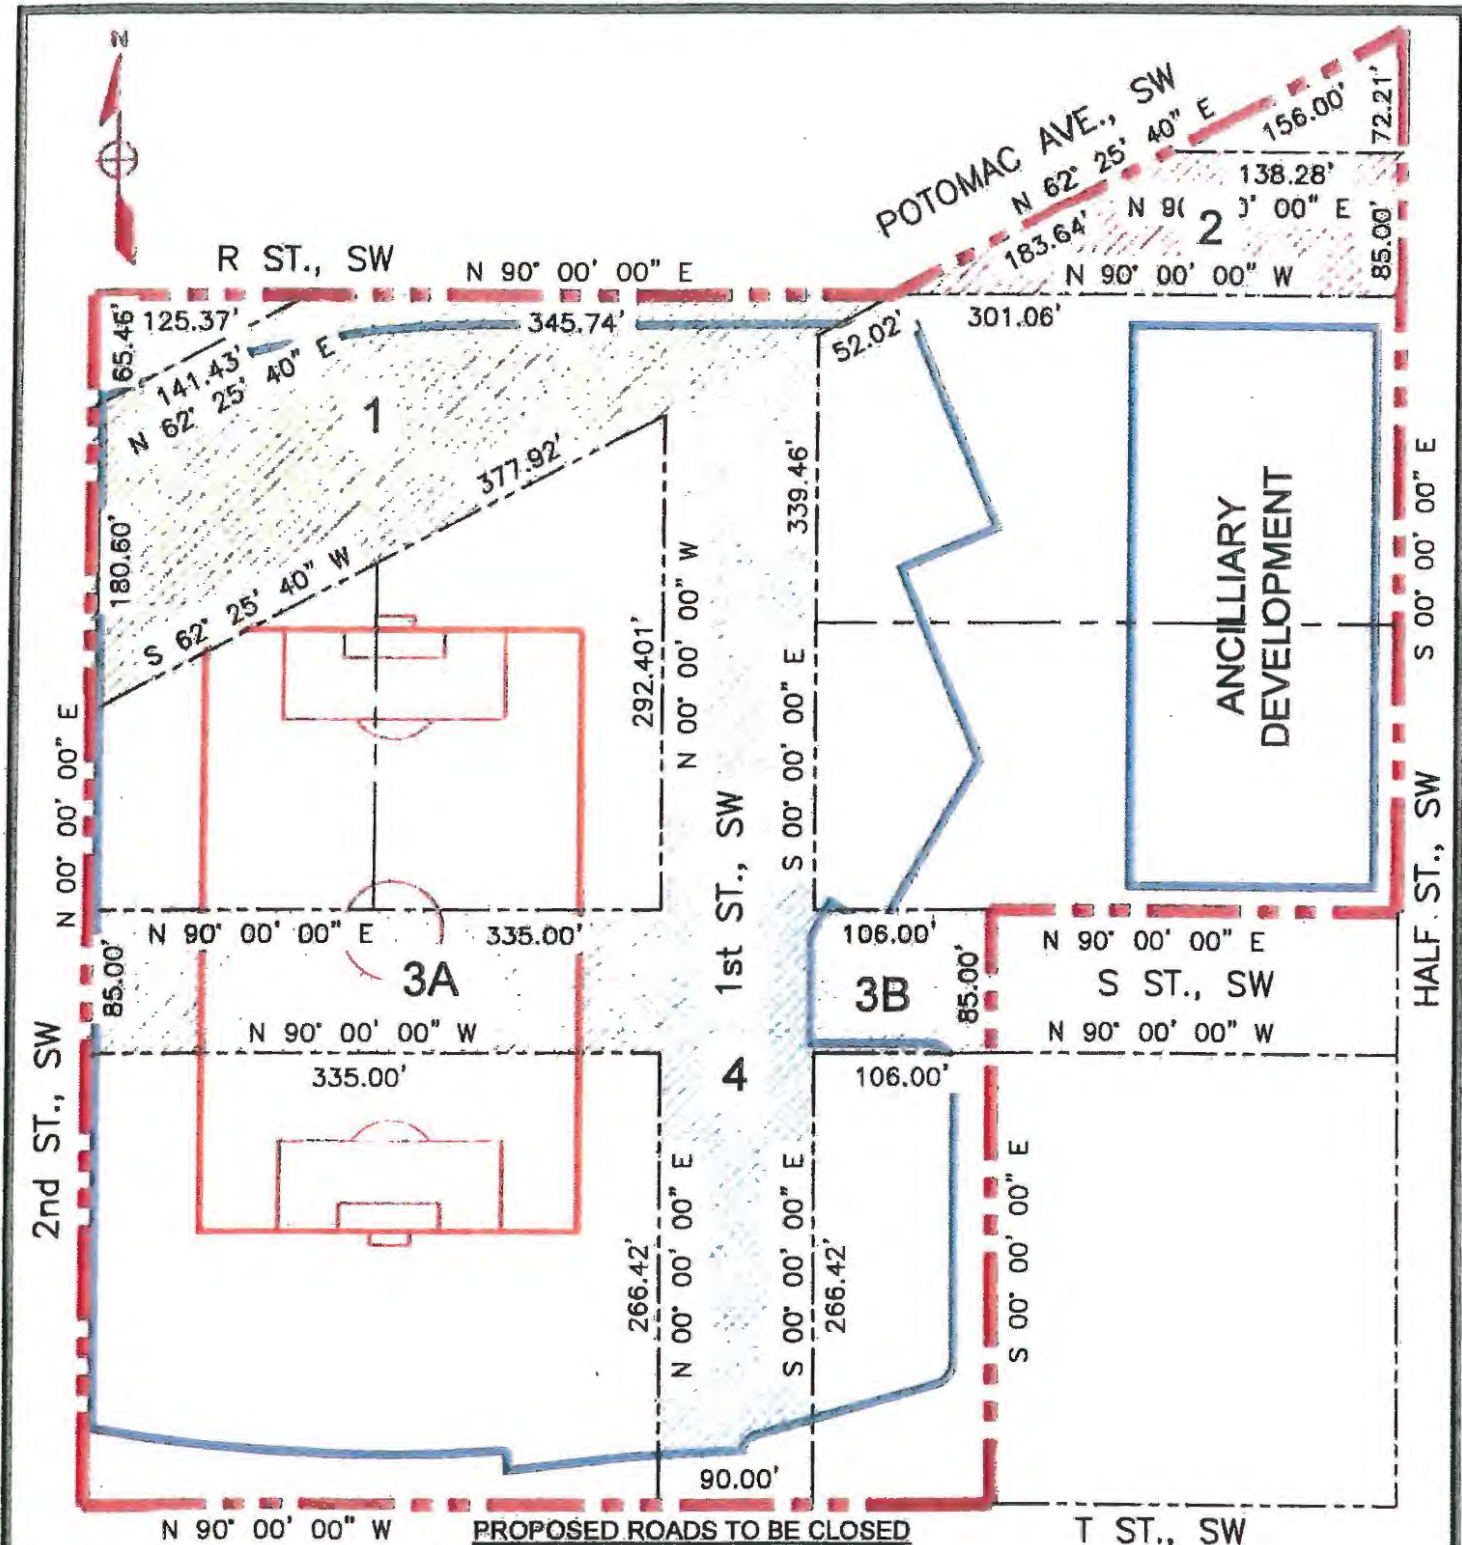 N
POTOMAC AVE., SW
N 62° 25' 40" E
156.00'
72.21'
138.28'
183.64'
2
85.00'
N 90° 00' 00" W
R ST., SW
N 90° 00' 00" E
125.37'
345.74'
52.02'
301.06'
65.46'
141.43'
N 62° 25' 40" E
1
377.92'
339.46'
180.60'
S 62° 25' 40" W
292.401'
N 00° 00' 00" W
S 00° 00' 00" E
ANCILLIARY
DEVELOPMENT
S 00° 00' 00" E
HALF ST., SW
N 00° 00' 00" E
1st ST., SW
N 90° 00' 00" E
335.00'
106.00'
N 90° 00' 00" E
85.00'
3A
3B
85.00'
S ST., SW
N 90° 00' 00" W
N 90° 00' 00" W
335.00'
4
106.00'
2nd ST., SW
266.42'
N 00° 00' 00" E
S 00° 00' 00" E
266.42'
S 00° 00' 00" E
90.00'
N 90° 00' 00" W
PROPOSED ROADS TO BE CLOSED
T ST., SW